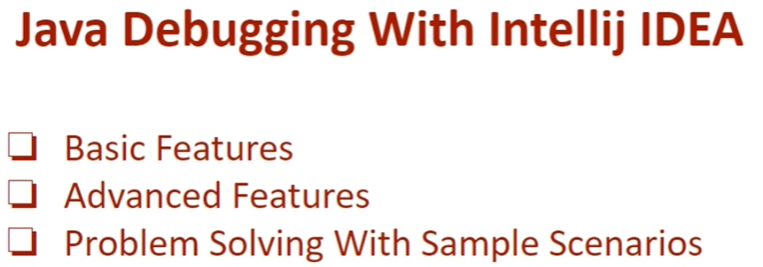 Java Debugging With Intellij IDEA
❑ Basic Features
❑ Advanced Features
❑ Problem Solving With Sample Scenarios